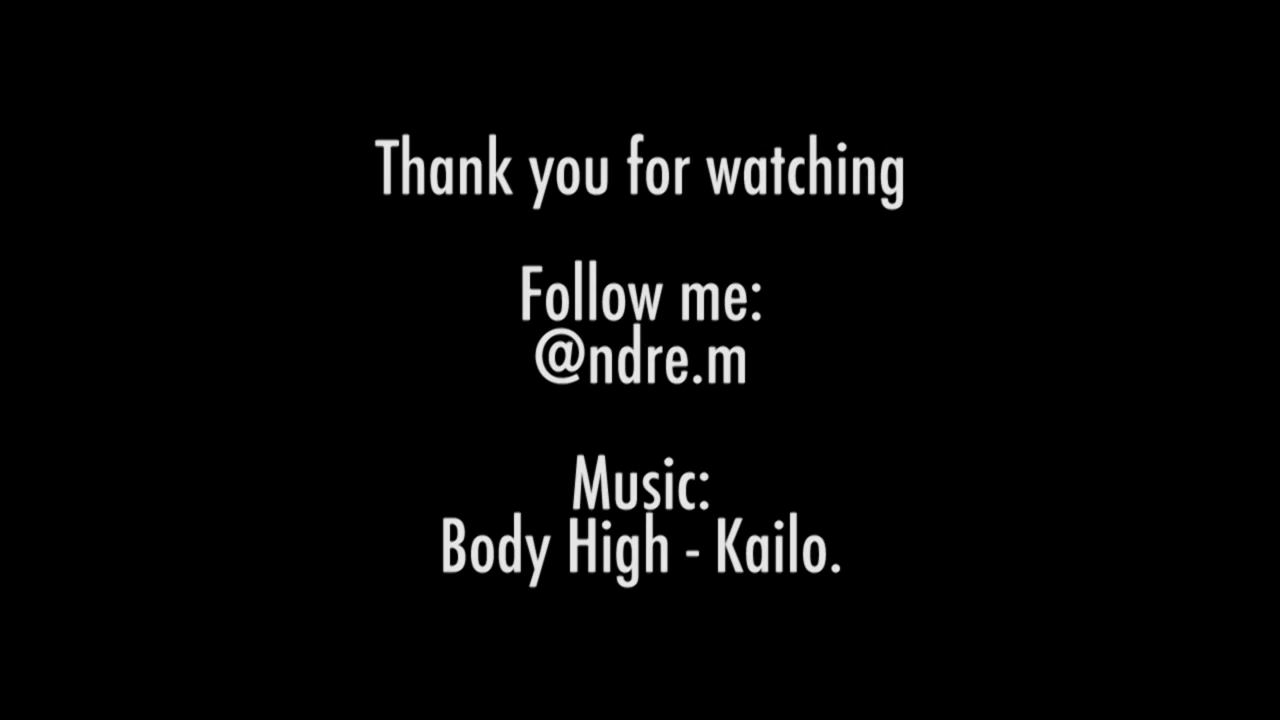 Thank you for watching
Follow me:
@ndre.m
Music:
Body High - Kailo.